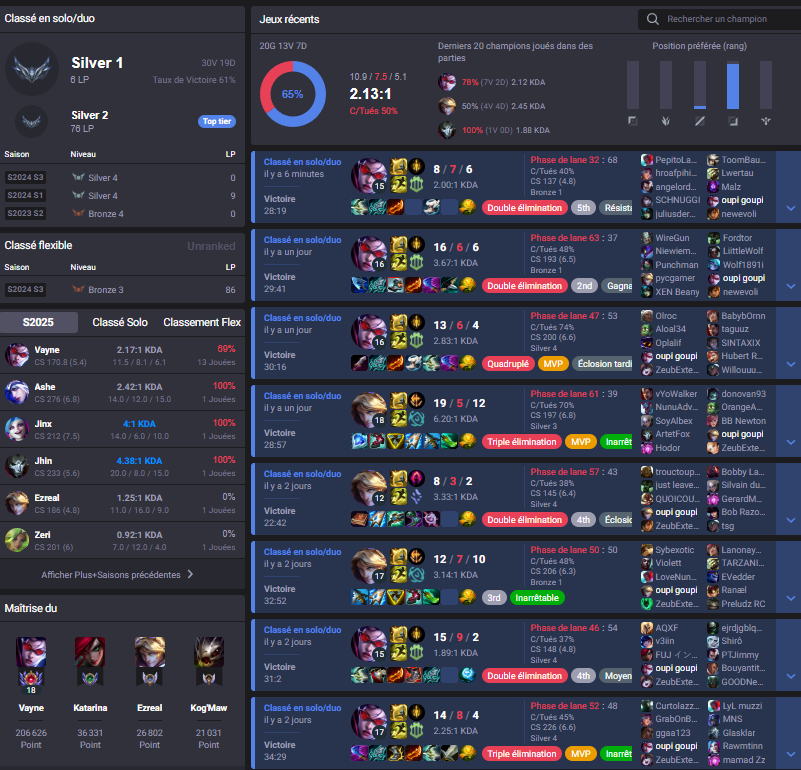 Classé en solo/duo
Silver 1
6 LP
30V 19D
Taux de Victoire 61%
Silver 2
76 LP
Top tier
Saison Niveau LP
S2024 S3 Silver 4 0
S2024 S1 Silver 4 9
S2023 S2 Bronze 4 0
Classé flexible Unranked
Saison Niveau LP
S2024 S3 Bronze 3 86
S2025 Classé Solo Classement Flex
Vayne 2.17:1 KDA 69%
CS 170.8 (5.4) 11.5 / 8.1 / 6.1 13 Jouées
Ashe 2.42:1 KDA 100%
CS 276 (6.8) 14.0 / 12.0 / 15.0 1 Jouées
Jinx 4:1 KDA 100%
CS 212 (7.5) 14.0 / 6.0 / 10.0 1 Jouées
Jhin 4.38:1 KDA 100%
CS 233 (5.6) 20.0 / 8.0 / 15.0 1 Jouées
Ezreal 1.25:1 KDA 0%
CS 186 (4.8) 11.0 / 16.0 / 9.0 1 Jouées
Zeri 0.92:1 KDA 0%
CS 201 (6) 7.0 / 12.0 / 4.0 1 Jouées
Afficher Plus+Saisons précédentes
Maîtrise du
18
Vayne Katarina Ezreal Kog'Maw
206 626 36 331 26 802 21 031
Point Point Point Point
Jeux récents
Rechercher un champion
20G 13V 7D
65%
10.9 / 7.5 / 5.1
2.13:1
C/Tués 50%
Derniers 20 champions joués dans des
parties
78% (7V 2D) 2.12 KDA
50% (4V 4D) 2.45 KDA
100% (1V 0D) 1.88 KDA
Position préférée (rang)
Classé en solo/duo
il y a 6 minutes
Victoire
28:19
15
8 / 7 / 6
2.00:1 KDA
Double élimination 5th Résista
Phase de lane 32 : 68
C/Tués 40%
CS 137 (4.8)
Bronze 1
PepitoLa... ToomBau...
hroafpihi... Lwertau
angelord... Malz
SCHNUGGI oupi goupi
juliusder... newevoli
Classé en solo/duo
il y a un jour
Victoire
29:41
16
16 / 6 / 6
3.67:1 KDA
Double élimination 2nd Gagna
Phase de lane 63 : 37
C/Tués 48%
CS 193 (6.5)
Bronze 1
WireGun Fordtor
Niewiem... LiittleWolf
Punchman Wolf1891i
pycgamer oupi goupi
XEN Beany newevoli
Classé en solo/duo
il y a un jour
Victoire
30:16
16
13 / 6 / 4
2.83:1 KDA
Quadruplé MVP Éclosion tardi
Phase de lane 47 : 53
C/Tués 74%
CS 200 (6.6)
Silver 4
Olroc BabybOrnn
Aloal34 taguuz
Oplalif SINTAXIX
oupi goupi Hubert R...
ZeubExte... Willouuu...
Classé en solo/duo
il y a un jour
Victoire
28:57
18
19 / 5 / 12
6.20:1 KDA
Triple élimination MVP Inarrêt
Phase de lane 61 : 39
C/Tués 70%
CS 197 (6.8)
Silver 3
vYoWalker donovan93
NunuAdv... OrangeA...
SoyAlbex BB Newton
ArtetFox oupi goupi
Hodor ZeubExte...
Classé en solo/duo
il y a 2 jours
Victoire
22:42
12
8 / 3 / 2
3.33:1 KDA
Double élimination 4th Éclosic
Phase de lane 57 : 43
C/Tués 38%
CS 145 (6.4)
Silver 4
trouctoup... Bobby La...
just leave... Silvain du...
QUOICOU... GerardM...
oupi goupi Bob Razo...
ZeubExte... tsg
Classé en solo/duo
il y a 2 jours
Victoire
32:52
17
12 / 7 / 10
3.14:1 KDA
3rd Inarrêtable
Phase de lane 50 : 50
C/Tués 48%
CS 206 (6.3)
Bronze 1
Sybexotic Lanonay...
Violett TARZANI...
LoveNun... EVedder
oupi goupi Ranæl
ZeubExte... Preludz RC
Classé en solo/duo
il y a 2 jours
Victoire
31:2
15
15 / 9 / 2
1.89:1 KDA
Double élimination 4th Moyen
Phase de lane 46 : 54
C/Tués 37%
CS 148 (4.8)
Silver 4
AQXF ejrdjgblq...
v3iin Shirô
FUJ イン... PTJimmy
oupi goupi Bouyantit...
ZeubExte... GOODNe...
Classé en solo/duo
il y a 2 jours
Victoire
34:29
17
14 / 8 / 4
2.25:1 KDA
Triple élimination MVP Inarrêt
Phase de lane 52 : 48
C/Tués 45%
CS 226 (6.6)
Silver 4
Curtolazz... LyL muzzi
GrabOnB... MNS
ggaa123 Glasklar
oupi goupi Rawmtinn
ZeubExte... mamad Zz